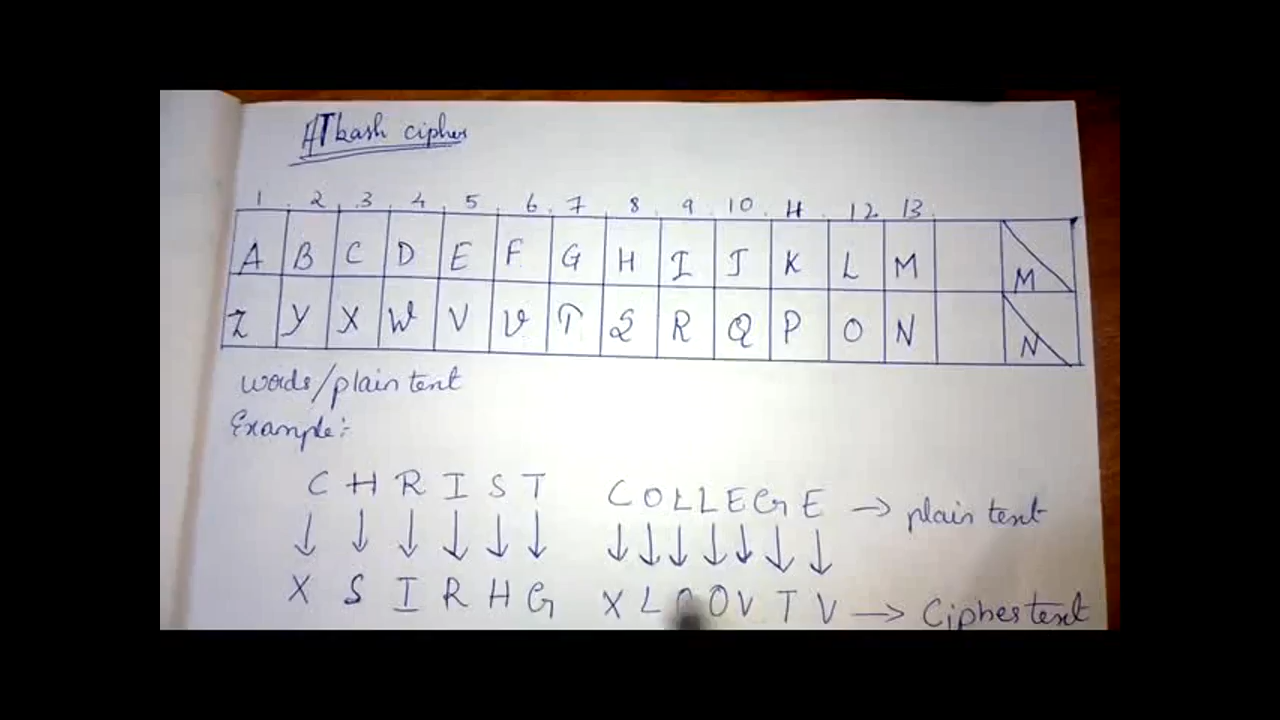 ATbash cipher
1 2 3 4 5 6 7 8 9 10 11 12 13
A B C D E F G H I J K L M M
Z Y X W V U T S R Q P O N N
words/plain text
Example:-
C H R I S T C O L L E G E → plain text
↓ ↓ ↓ ↓ ↓ ↓ ↓ ↓ ↓ ↓ ↓ ↓ ↓
X S I R H G X L O O V T V → Cipher text